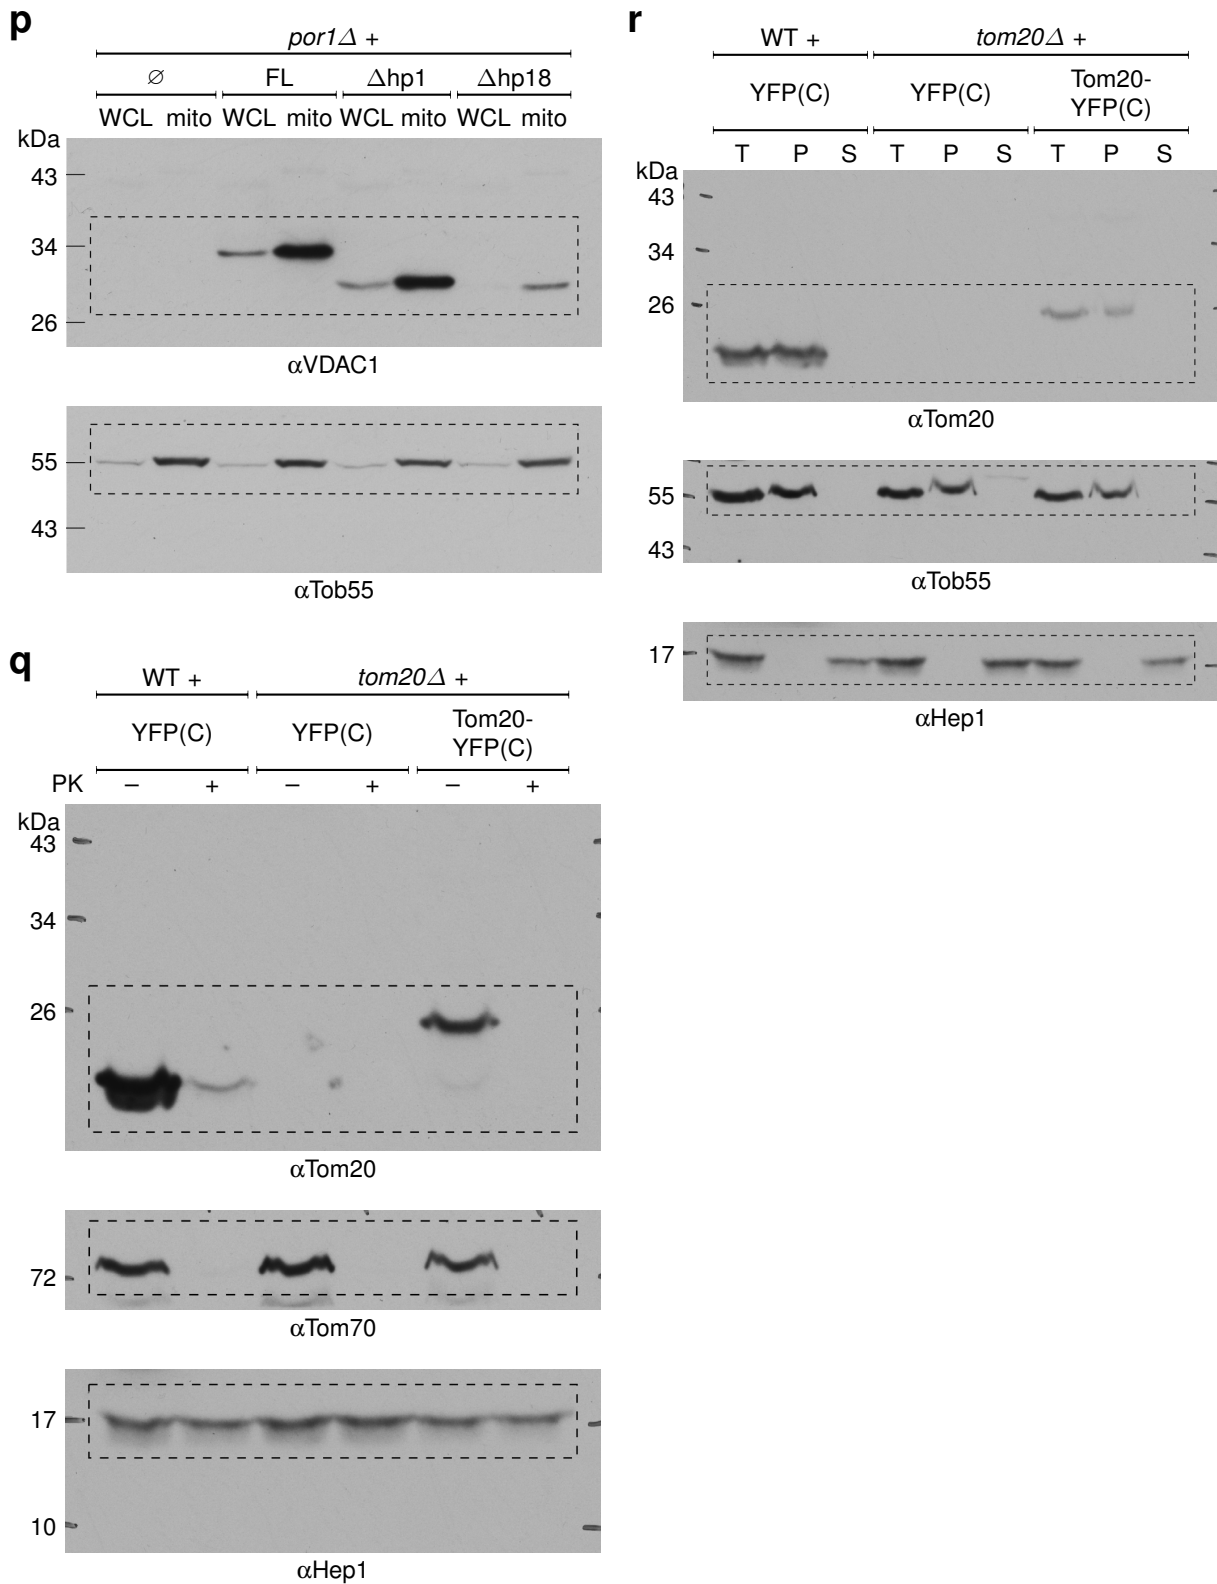 p
por1Δ +
∅ FL Δhp1 Δhp18
WCL mito WCL mito WCL mito WCL mito
kDa
43
34
26
αVDAC1
55
43
αTob55
q
WT + tom20Δ +
YFP(C) YFP(C) Tom20-
YFP(C)
PK – + – + – +
kDa
43
34
26
αTom20
72
αTom70
17
10
αHep1
r
WT + tom20Δ +
YFP(C) YFP(C) Tom20-
YFP(C)
T P S T P S T P S
kDa
43
34
26
αTom20
55
43
αTob55
17
αHep1